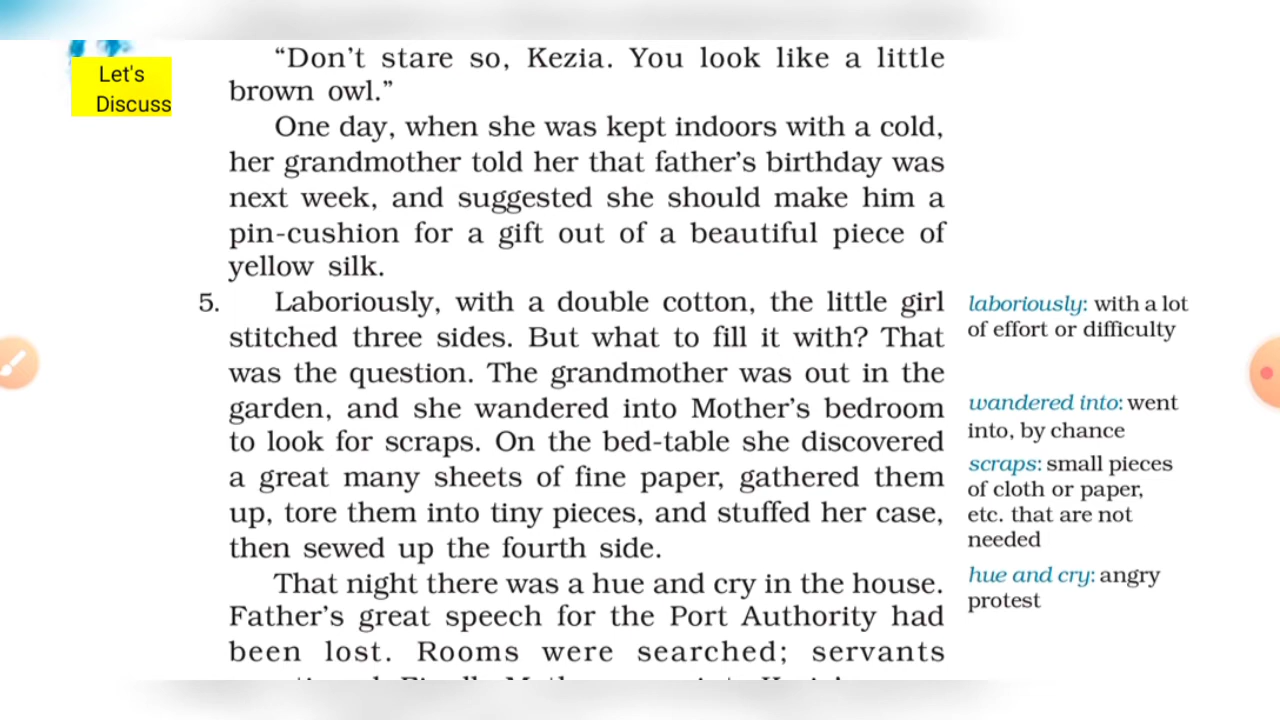 Let's
Discuss
“Don’t stare so, Kezia. You look like a little
brown owl.”
One day, when she was kept indoors with a cold,
her grandmother told her that father’s birthday was
next week, and suggested she should make him a
pin-cushion for a gift out of a beautiful piece of
yellow silk.
5. Laboriously, with a double cotton, the little girl
stitched three sides. But what to fill it with? That
was the question. The grandmother was out in the
garden, and she wandered into Mother’s bedroom
to look for scraps. On the bed-table she discovered
a great many sheets of fine paper, gathered them
up, tore them into tiny pieces, and stuffed her case,
then sewed up the fourth side.
That night there was a hue and cry in the house.
Father’s great speech for the Port Authority had
been lost. Rooms were searched; servants
laboriously: with a lot
of effort or difficulty
wandered into: went
into, by chance
scraps: small pieces
of cloth or paper,
etc. that are not
needed
hue and cry: angry
protest